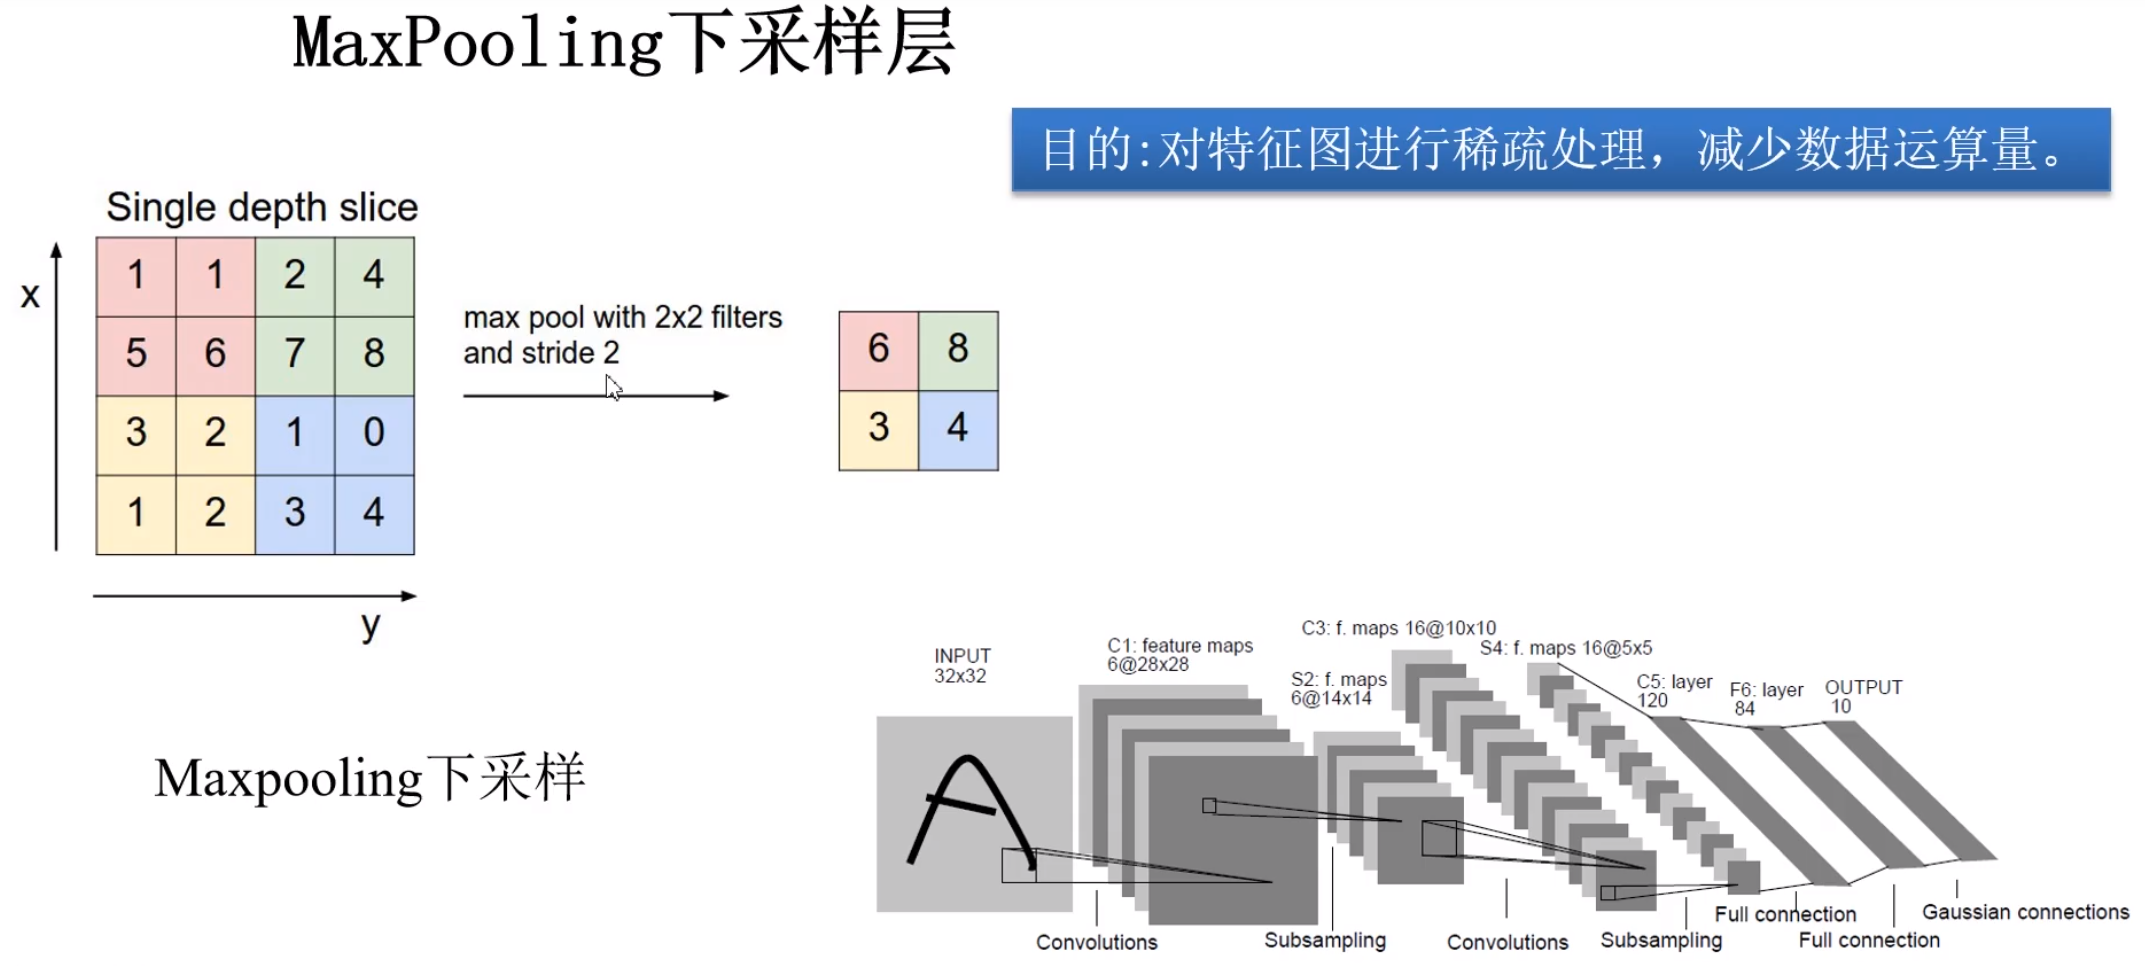 MaxPooling下采样层
目的:对特征图进行稀疏处理，减少数据运算量。
Single depth slice
x
1 1 2 4
5 6 7 8
3 2 1 0
1 2 3 4
y
max pool with 2x2 filters
and stride 2
6 8
3 4
Maxpooling下采样
INPUT
32x32
C1: feature maps
6@28x28
S2: f. maps
6@14x14
C3: f. maps 16@10x10
S4: f. maps 16@5x5
C5: layer
120
F6: layer
84
OUTPUT
10
Convolutions
Subsampling
Convolutions
Subsampling
Full connection
Full connection
Gaussian connections